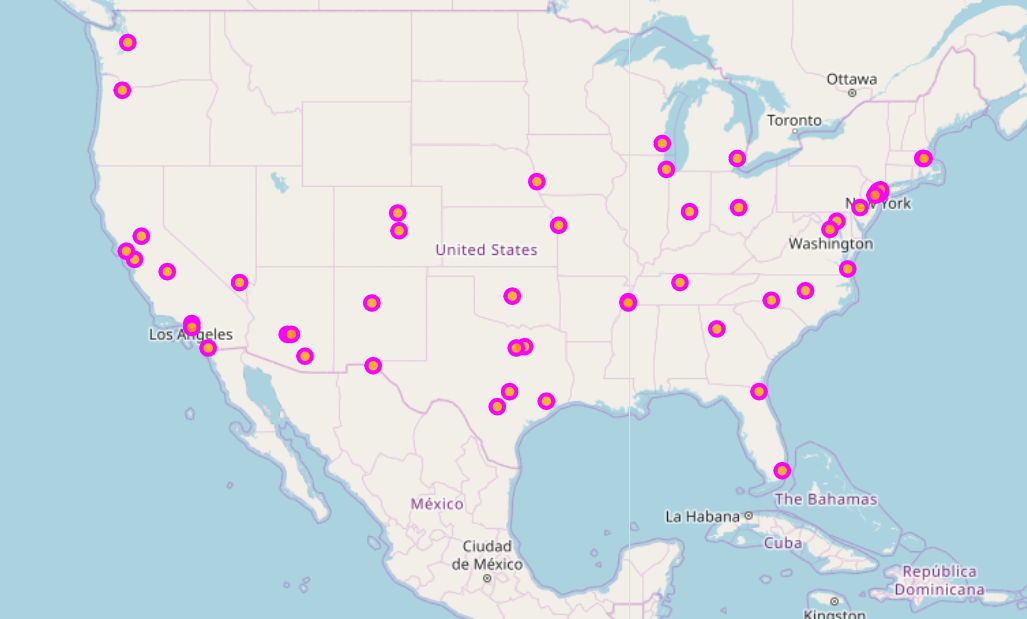 Ottawa
Toronto
New York
Washington
United States
Los Angeles
México
Ciudad
de México
La Habana
The Bahamas
Cuba
República
Dominicana
Kingston